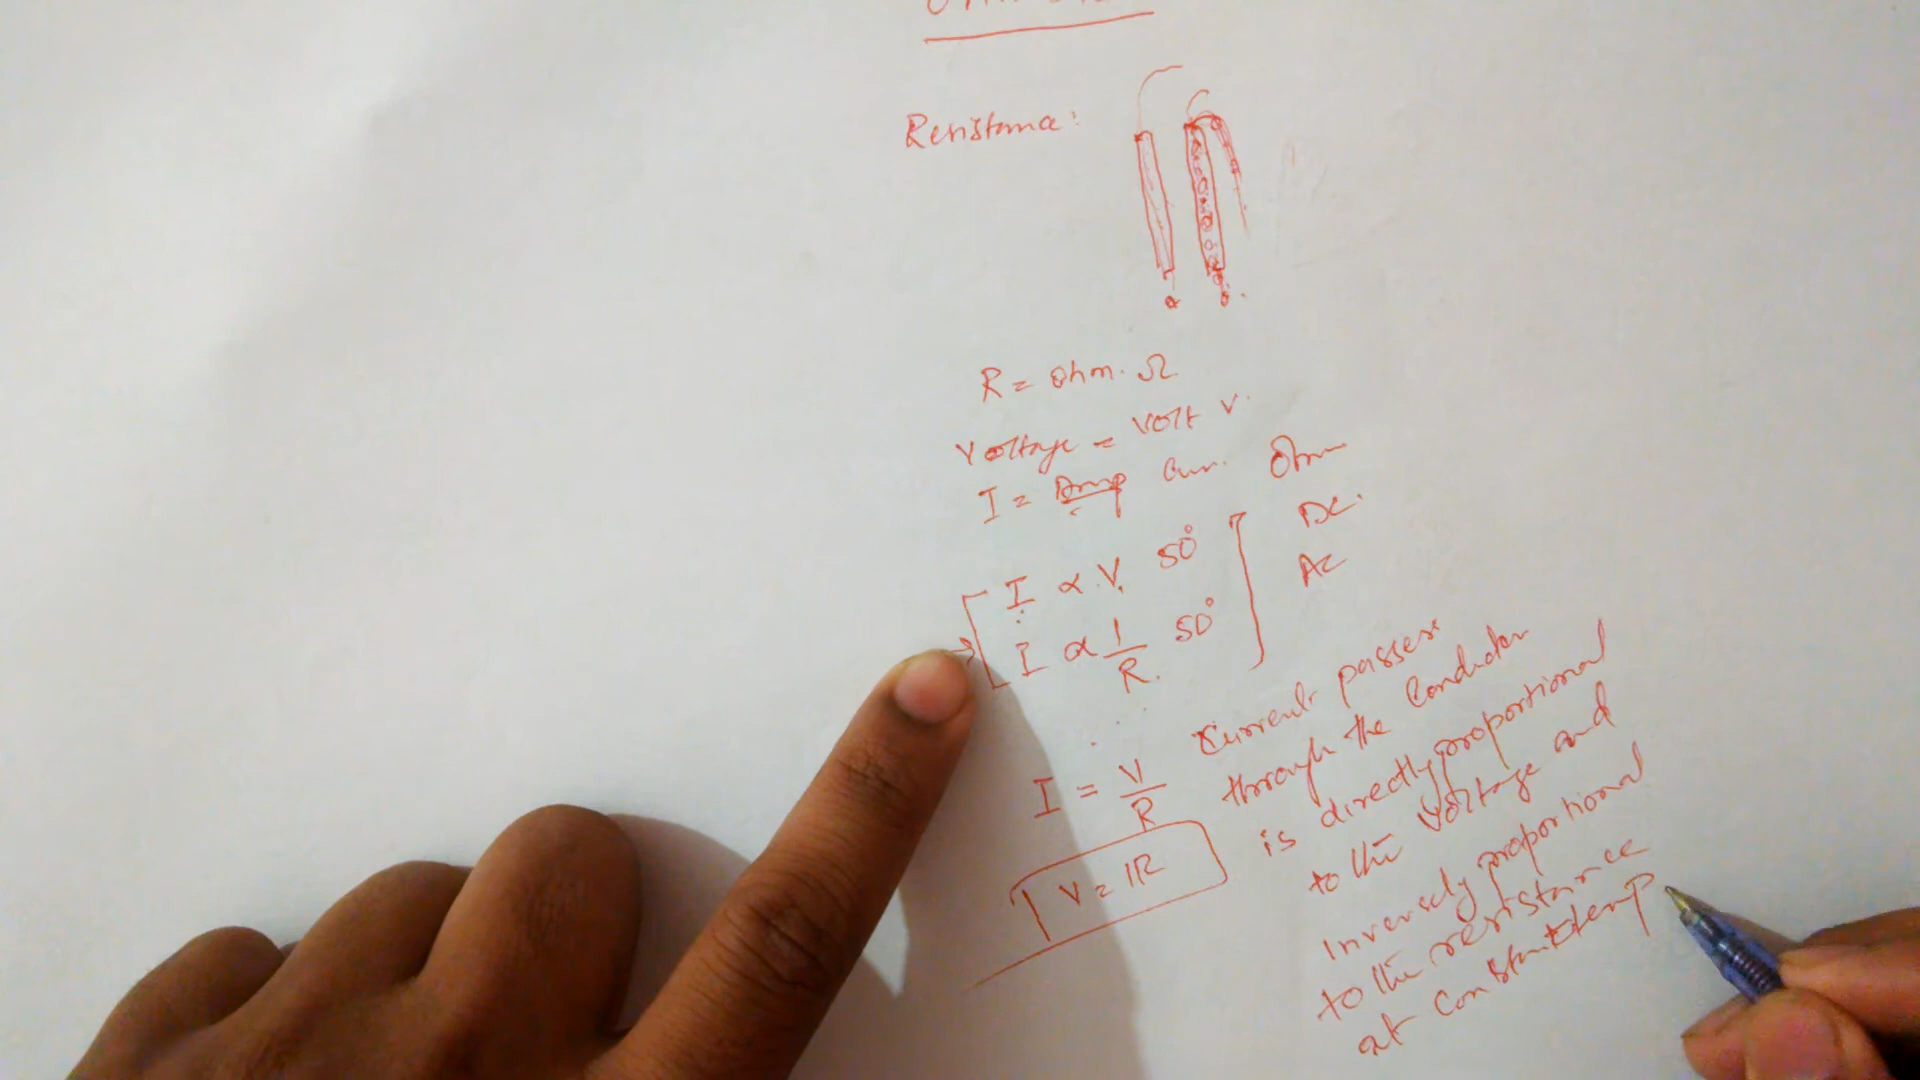 Resistance:
R = ohm. Ω
Voltage = Volt V.
I = Amp Curr. Ohm
DC.
AC
I ∝ V. 50°
I ∝ 1/R. 50°
I = V/R
V = IR
Current passes
through the Conductor
is directly proportional
to the Voltage and
Inversely proportional
to the resistance
at Constant temp